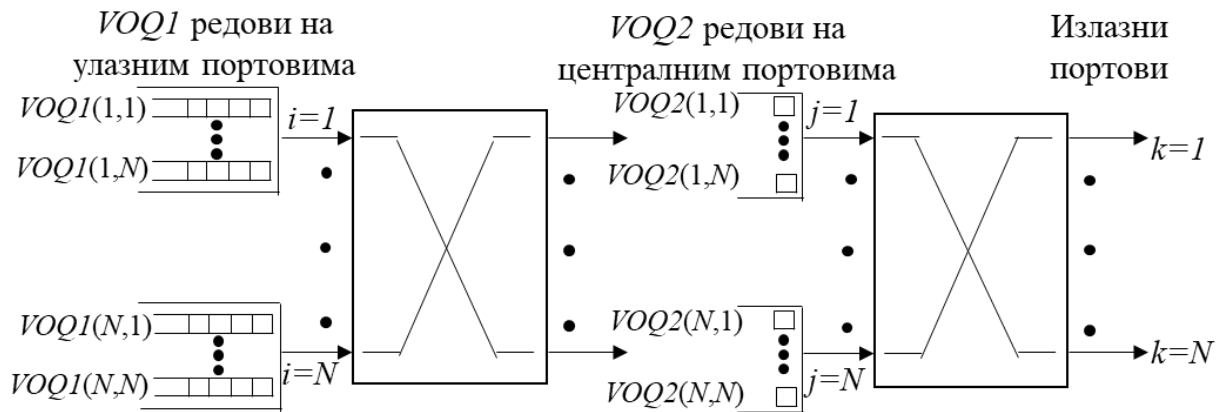 VOQ1 редови на
улазним портовима
VOQ2 редови на
централним портовима
Излазни
портови
VOQ1(1,1)
VOQ1(1,N)
i=1
VOQ2(1,1)
VOQ2(1,N)
j=1
k=1
VOQ1(N,1)
VOQ1(N,N)
i=N
VOQ2(N,1)
VOQ2(N,N)
j=N
k=N